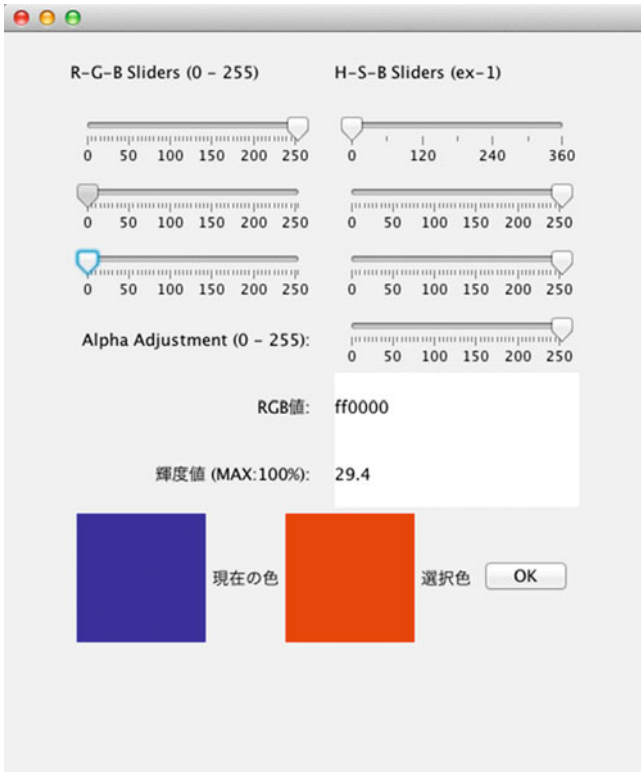 R-G-B Sliders (0 - 255)
H-S-B Sliders (ex-1)
0 50 100 150 200 250
0 120 240 360
0 50 100 150 200 250
0 50 100 150 200 250
0 50 100 150 200 250
0 50 100 150 200 250
Alpha Adjustment (0 - 255):
0 50 100 150 200 250
RGB値:
ff0000
輝度値 (MAX:100%):
29.4
現在の色
選択色
OK